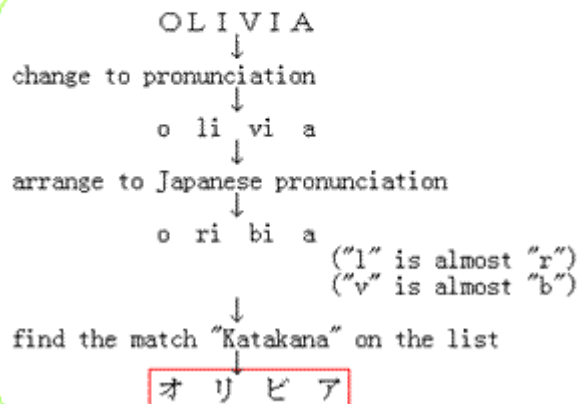 OLIVIA
↓
change to pronunciation
↓
o li vi a
↓
arrange to Japanese pronunciation
↓
o ri bi a
("l" is almost "r")
("v" is almost "b")
↓
find the match "Katakana" on the list
↓
オ リ ビ ア